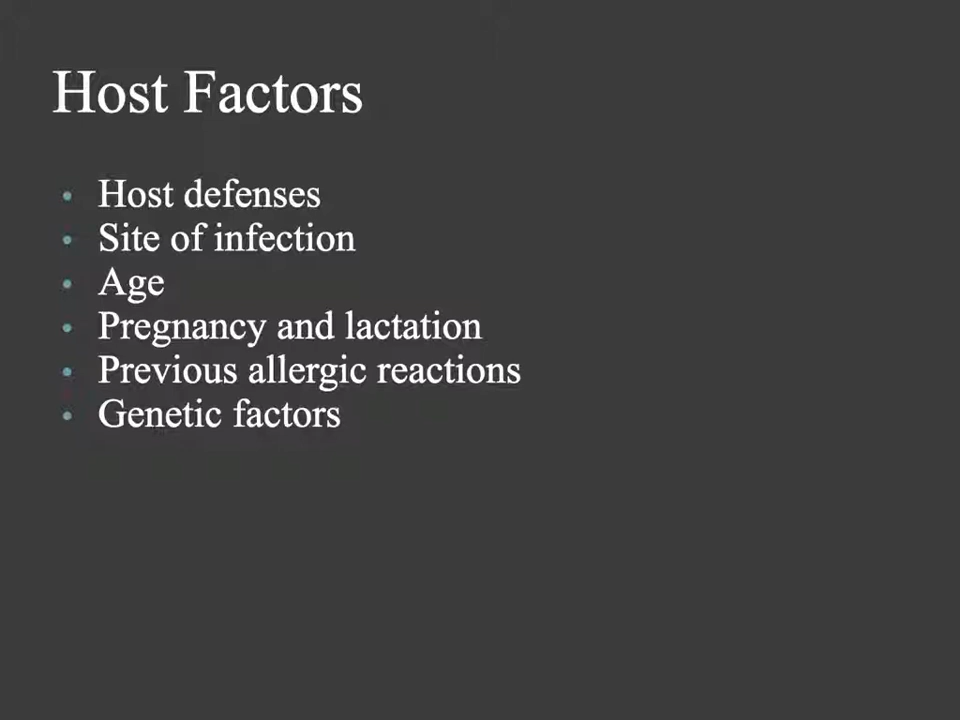 Host Factors
• Host defenses
• Site of infection
• Age
• Pregnancy and lactation
• Previous allergic reactions
• Genetic factors